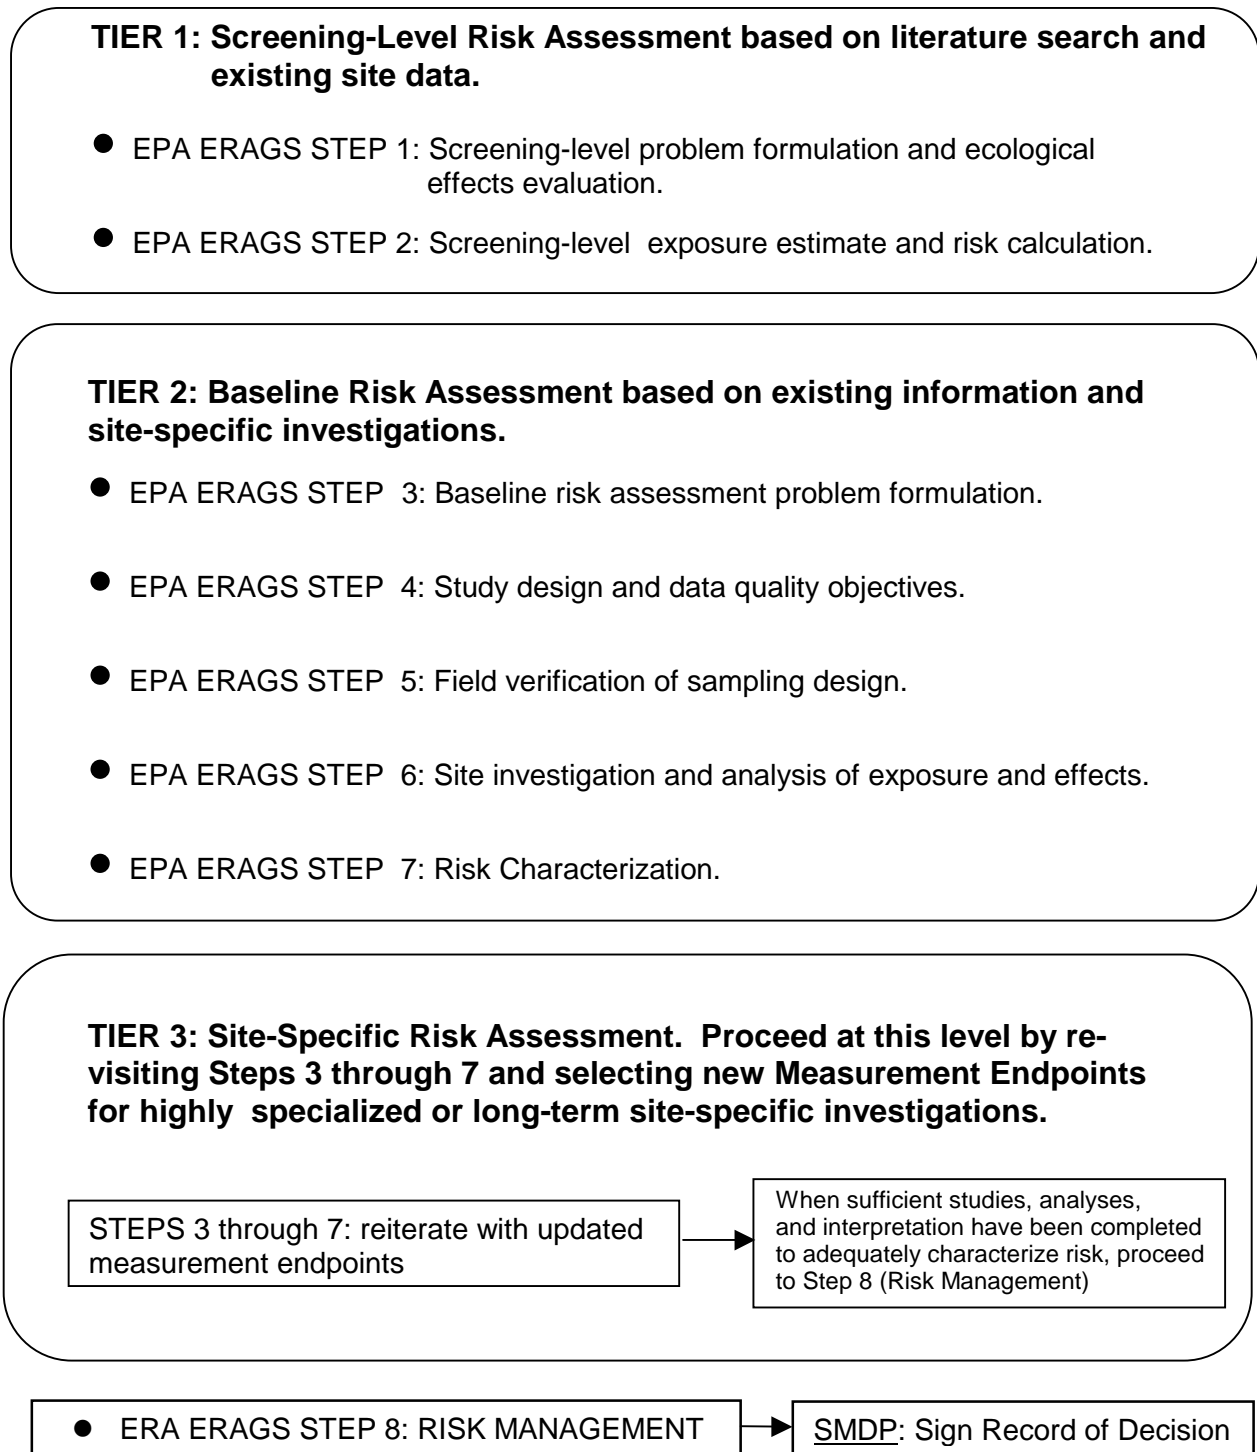 TIER 1: Screening-Level Risk Assessment based on literature search and
existing site data.
● EPA ERAGS STEP 1: Screening-level problem formulation and ecological
effects evaluation.
● EPA ERAGS STEP 2: Screening-level  exposure estimate and risk calculation.
TIER 2: Baseline Risk Assessment based on existing information and
site-specific investigations.
● EPA ERAGS STEP  3: Baseline risk assessment problem formulation.
● EPA ERAGS STEP  4: Study design and data quality objectives.
● EPA ERAGS STEP  5: Field verification of sampling design.
● EPA ERAGS STEP  6: Site investigation and analysis of exposure and effects.
● EPA ERAGS STEP  7: Risk Characterization.
TIER 3: Site-Specific Risk Assessment.  Proceed at this level by re-
visiting Steps 3 through 7 and selecting new Measurement Endpoints
for highly  specialized or long-term site-specific investigations.
STEPS 3 through 7: reiterate with updated
measurement endpoints
When sufficient studies, analyses,
and interpretation have been completed
to adequately characterize risk, proceed
to Step 8 (Risk Management)
● ERA ERAGS STEP 8: RISK MANAGEMENT
SMDP: Sign Record of Decision